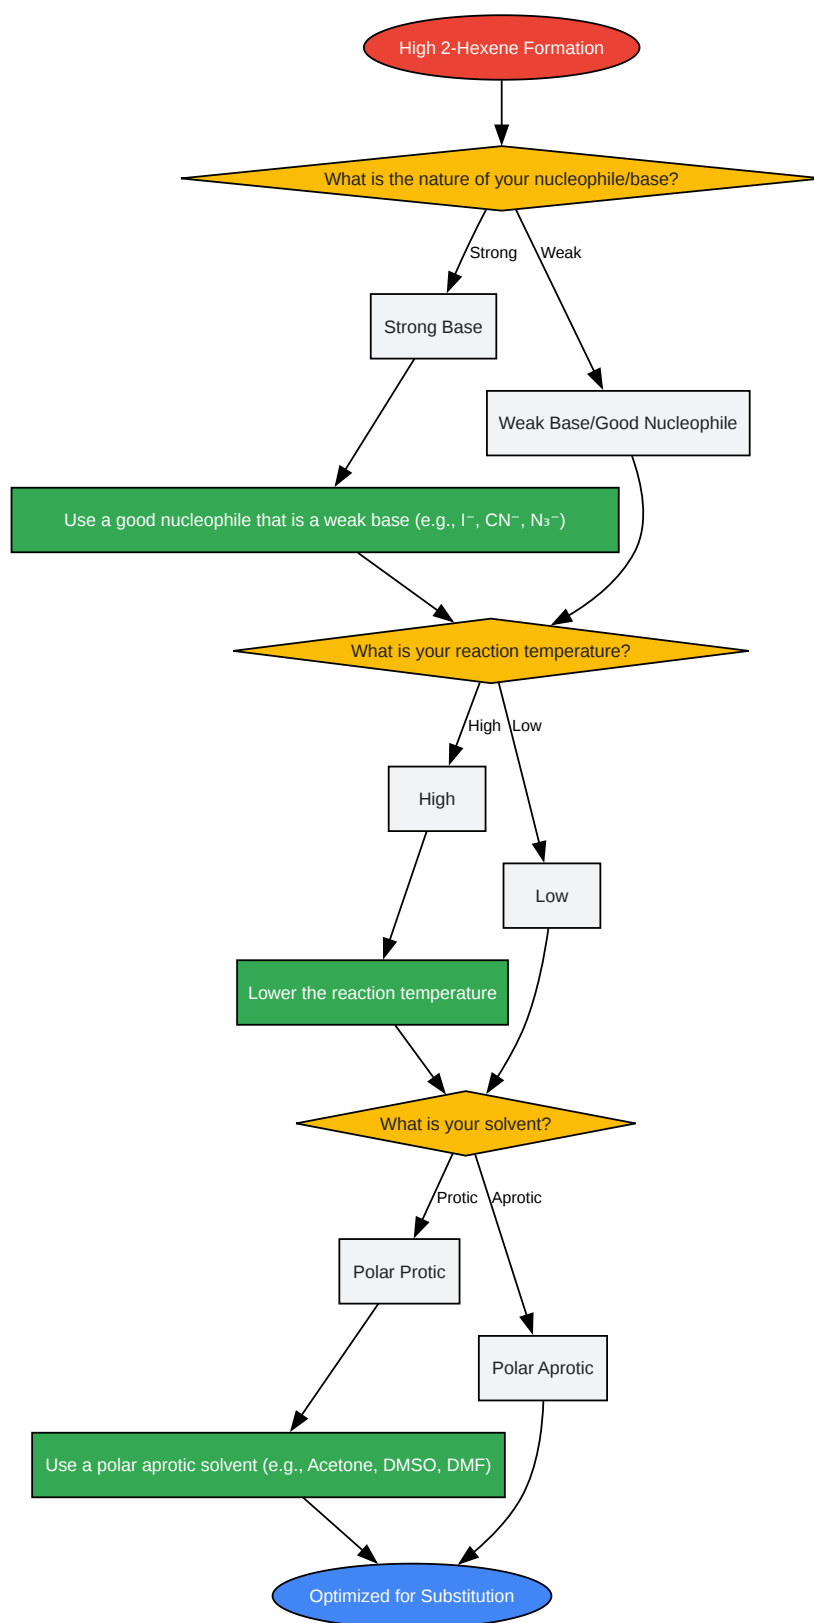 High 2-Hexene Formation
What is the nature of your nucleophile/base?
Strong
Weak
Strong Base
Weak Base/Good Nucleophile
Use a good nucleophile that is a weak base (e.g., I⁻, CN⁻, N₃⁻)
What is your reaction temperature?
High
Low
High
Low
Lower the reaction temperature
What is your solvent?
Protic
Aprotic
Polar Protic
Polar Aprotic
Use a polar aprotic solvent (e.g., Acetone, DMSO, DMF)
Optimized for Substitution